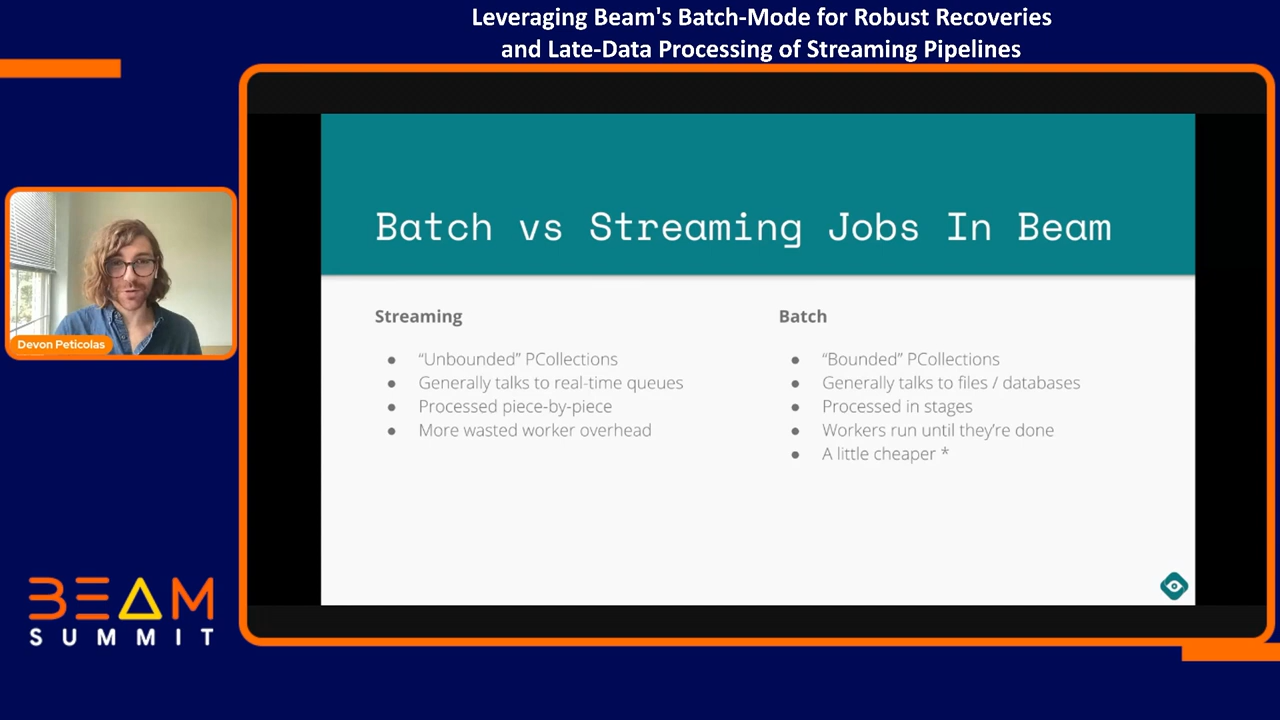 Leveraging Beam's Batch-Mode for Robust Recoveries
and Late-Data Processing of Streaming Pipelines
Batch vs Streaming Jobs In Beam
Streaming
● “Unbounded” PCollections
● Generally talks to real-time queues
● Processed piece-by-piece
● More wasted worker overhead
Batch
● “Bounded” PCollections
● Generally talks to files / databases
● Processed in stages
● Workers run until they’re done
● A little cheaper *
Devon Peticolas
BEAM
SUMMIT